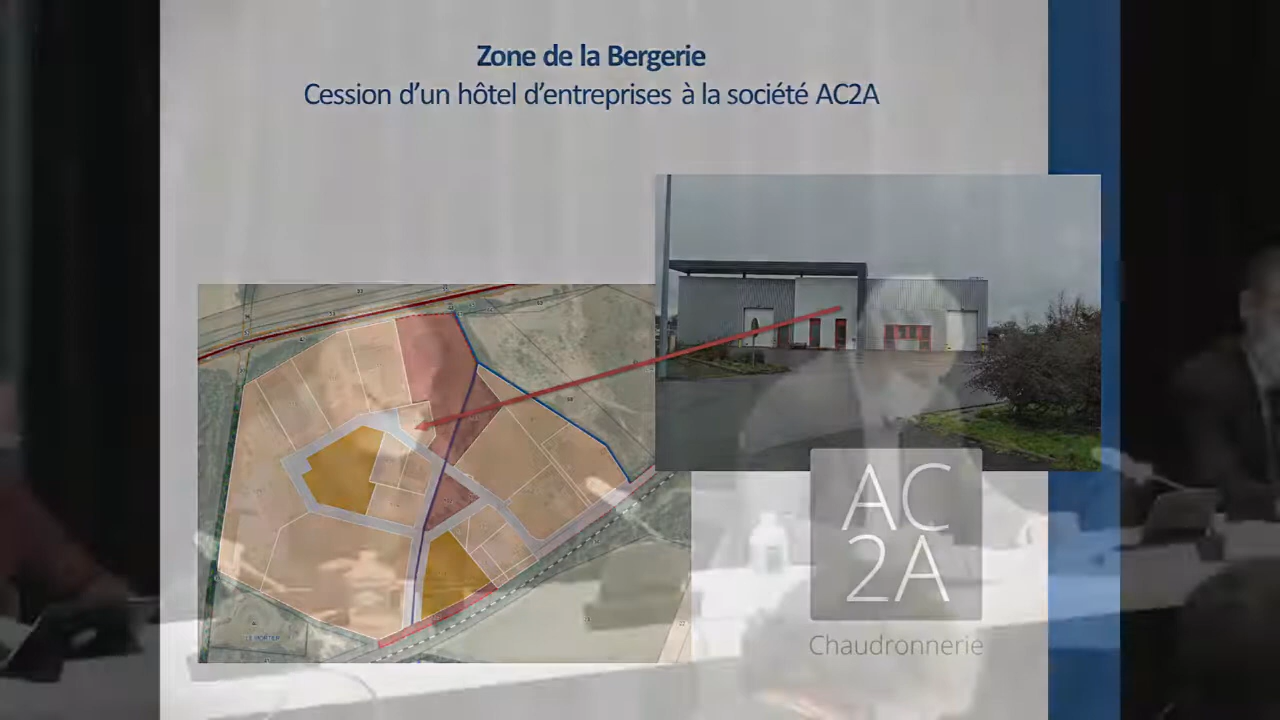 Zone de la Bergerie
Cession d'un hôtel d'entreprises à la société AC2A
AC
2A
Chaudronnerie